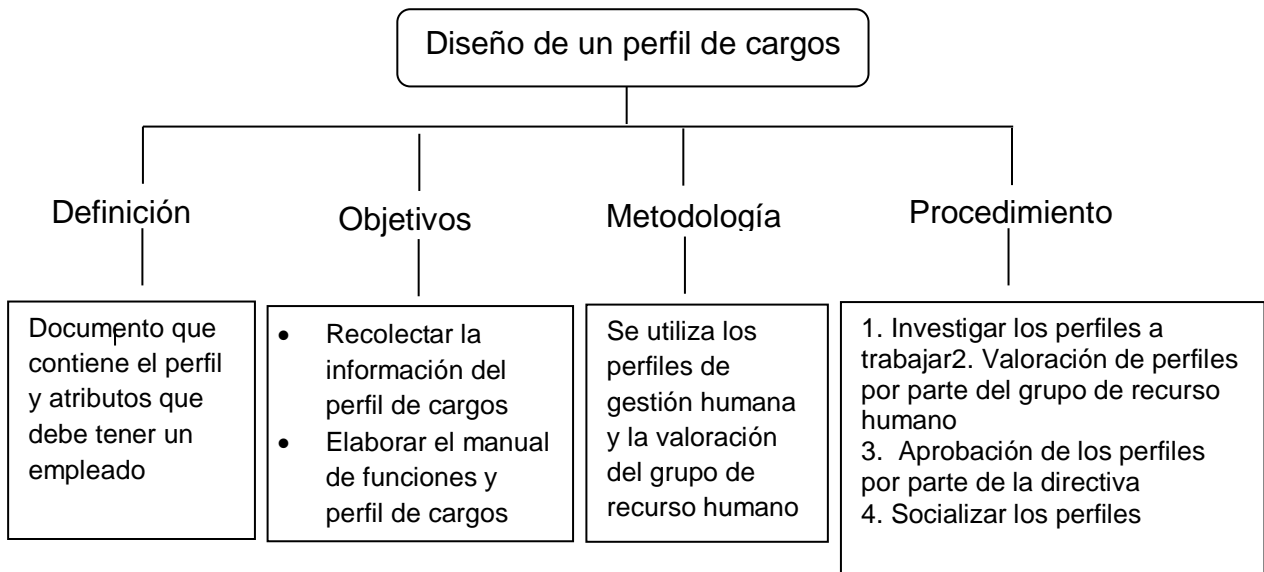 Diseño de un perfil de cargos
Definición
Objetivos
Metodología
Procedimiento
Documento que
contiene el perfil
y atributos que
debe tener un
empleado
• Recolectar la
información del
perfil de cargos
• Elaborar el manual
de funciones y
perfil de cargos
Se utiliza los
perfiles de
gestión humana
y la valoración
del grupo de
recurso humano
1. Investigar los perfiles a
trabajar2. Valoración de perfiles
por parte del grupo de recurso
humano
3. Aprobación de los perfiles
por parte de la directiva
4. Socializar los perfiles